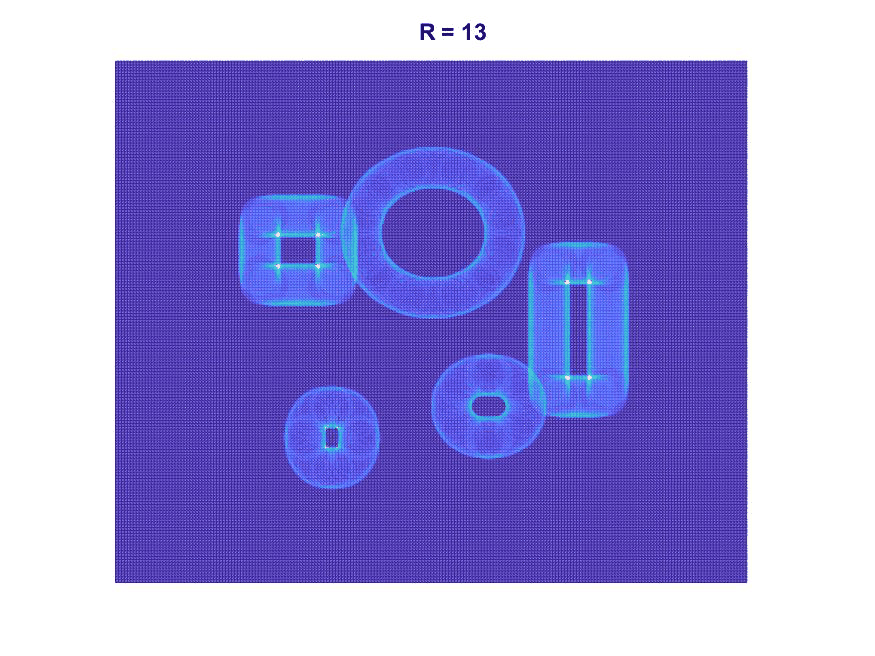 R = 13